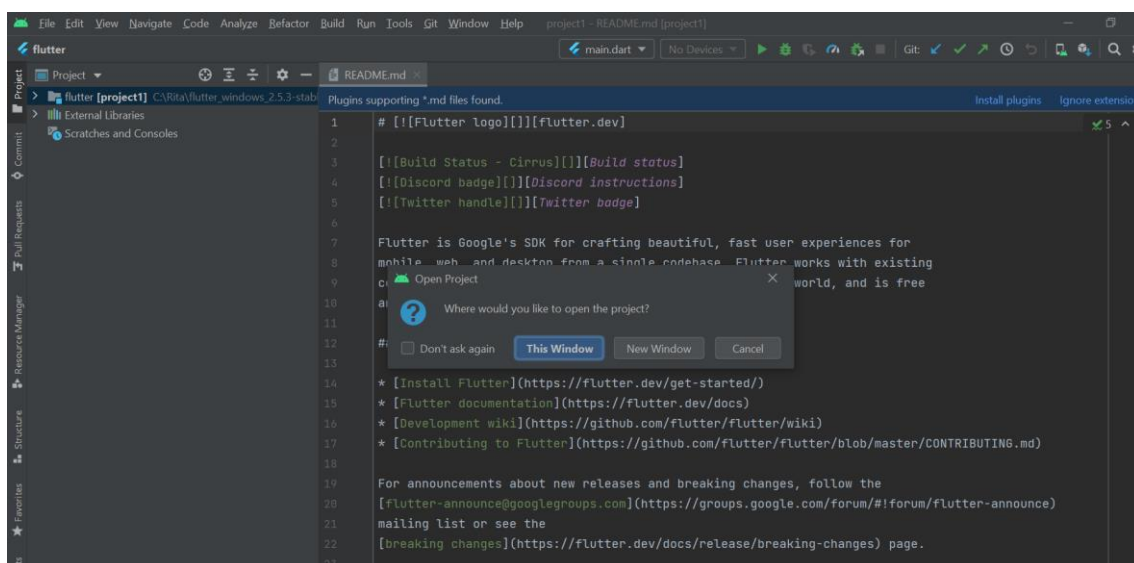 File Edit View Navigate Code Analyze Refactor Build Run Tools Git Window Help project1 - README.md [project1]
flutter main.dart No Devices Git:
Project README.md
flutter [project1] C:\Rita\flutter_windows_2.5.3-stabl
External Libraries
Scratches and Consoles
Plugins supporting *.md files found. Install plugins Ignore extensio
1 # [![Flutter logo][]][flutter.dev] 5
2
3 [![Build Status - Cirrus][]][Build status]
4 [![Discord badge][]][Discord instructions]
5 [![Twitter handle][]][Twitter badge]
6
7 Flutter is Google's SDK for crafting beautiful, fast user experiences for
8 mobile, web, and desktop from a single codebase. Flutter works with existing
9 world, and is free
10
11
12 ##
13
14 * [Install Flutter](https://flutter.dev/get-started/)
15 * [Flutter documentation](https://flutter.dev/docs)
16 * [Development wiki](https://github.com/flutter/flutter/wiki)
17 * [Contributing to Flutter](https://github.com/flutter/flutter/blob/master/CONTRIBUTING.md)
18
19 For announcements about new releases and breaking changes, follow the
20 [flutter-announce@googlegroups.com](https://groups.google.com/forum/#!forum/flutter-announce)
21 mailing list or see the
22 [breaking changes](https://flutter.dev/docs/release/breaking-changes) page.
Open Project
Where would you like to open the project?
Don't ask again This Window New Window Cancel
Project
Commit
Pull Requests
Resource Manager
Structure
Favorites